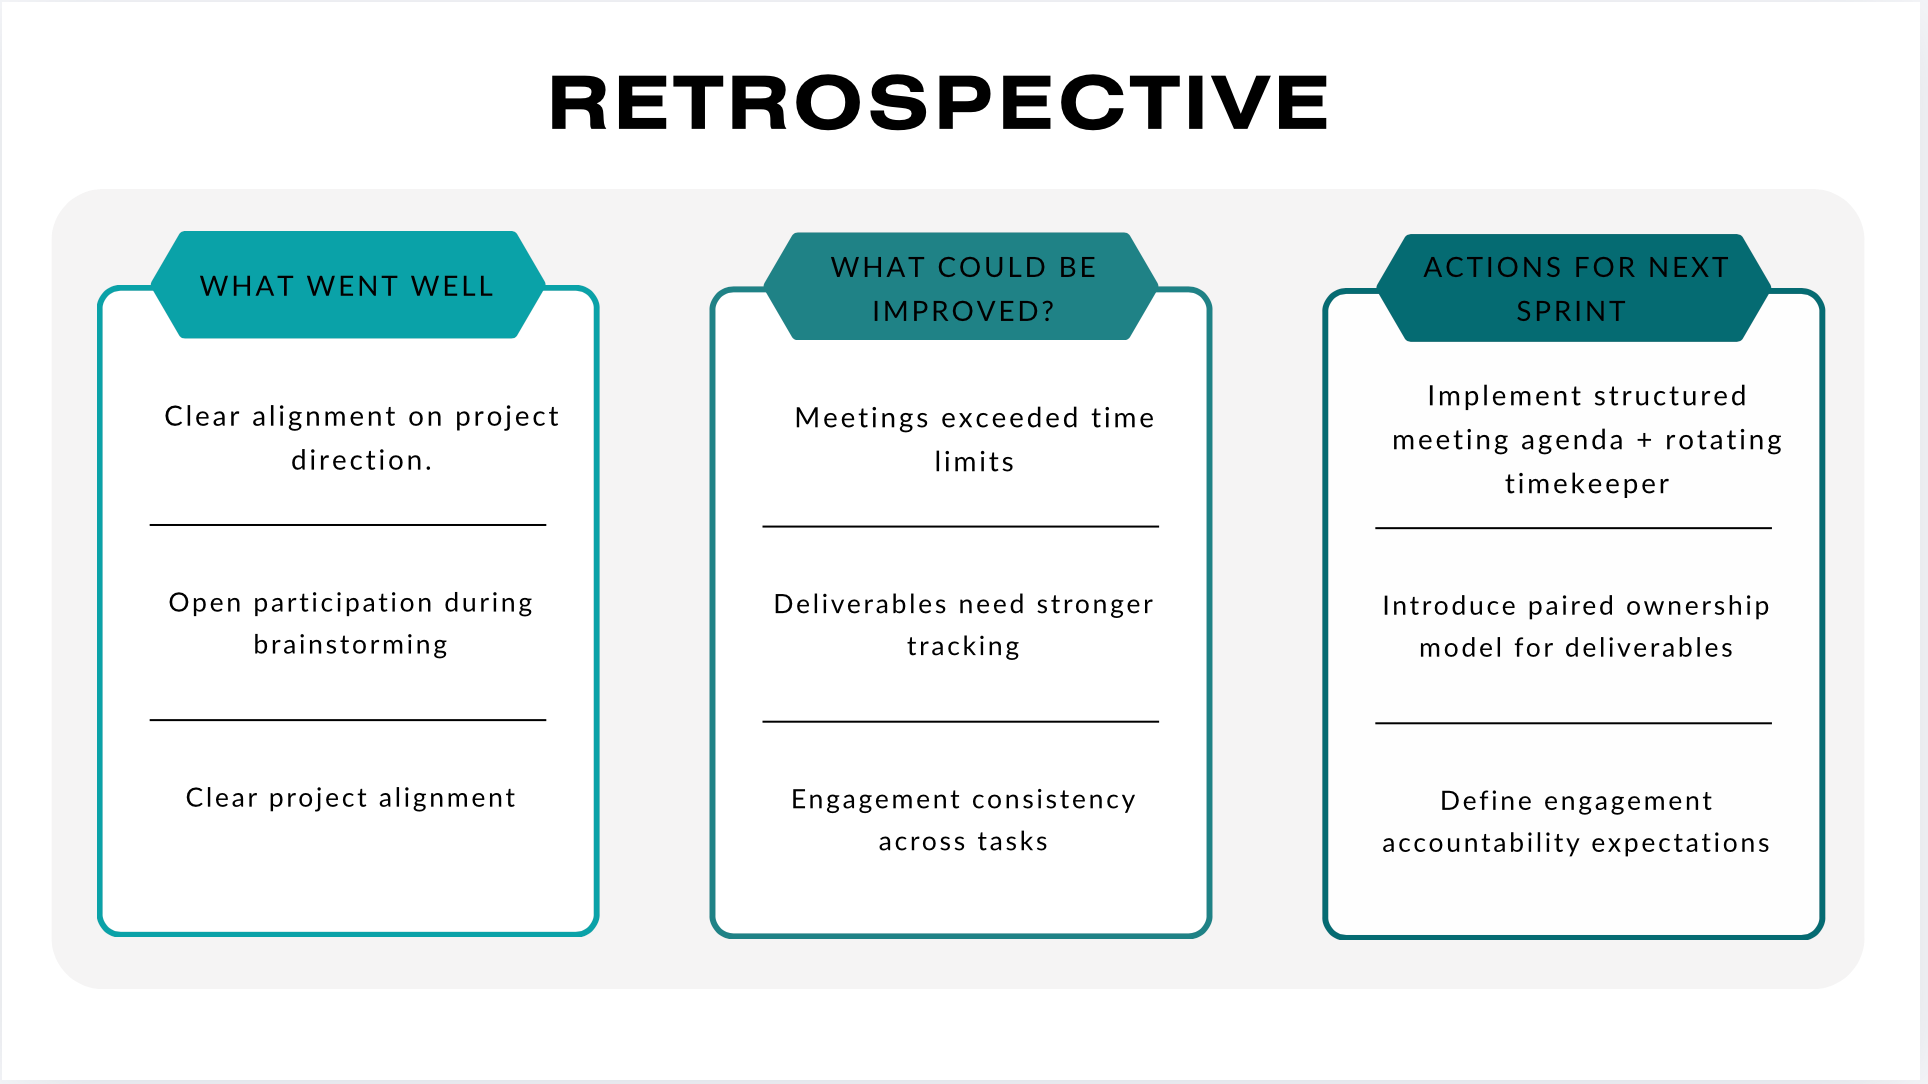 RETROSPECTIVE
WHAT WENT WELL
Clear alignment on project
direction.
Open participation during
brainstorming
Clear project alignment
WHAT COULD BE
IMPROVED?
Meetings exceeded time
limits
Deliverables need stronger
tracking
Engagement consistency
across tasks
ACTIONS FOR NEXT
SPRINT
Implement structured
meeting agenda + rotating
timekeeper
Introduce paired ownership
model for deliverables
Define engagement
accountability expectations